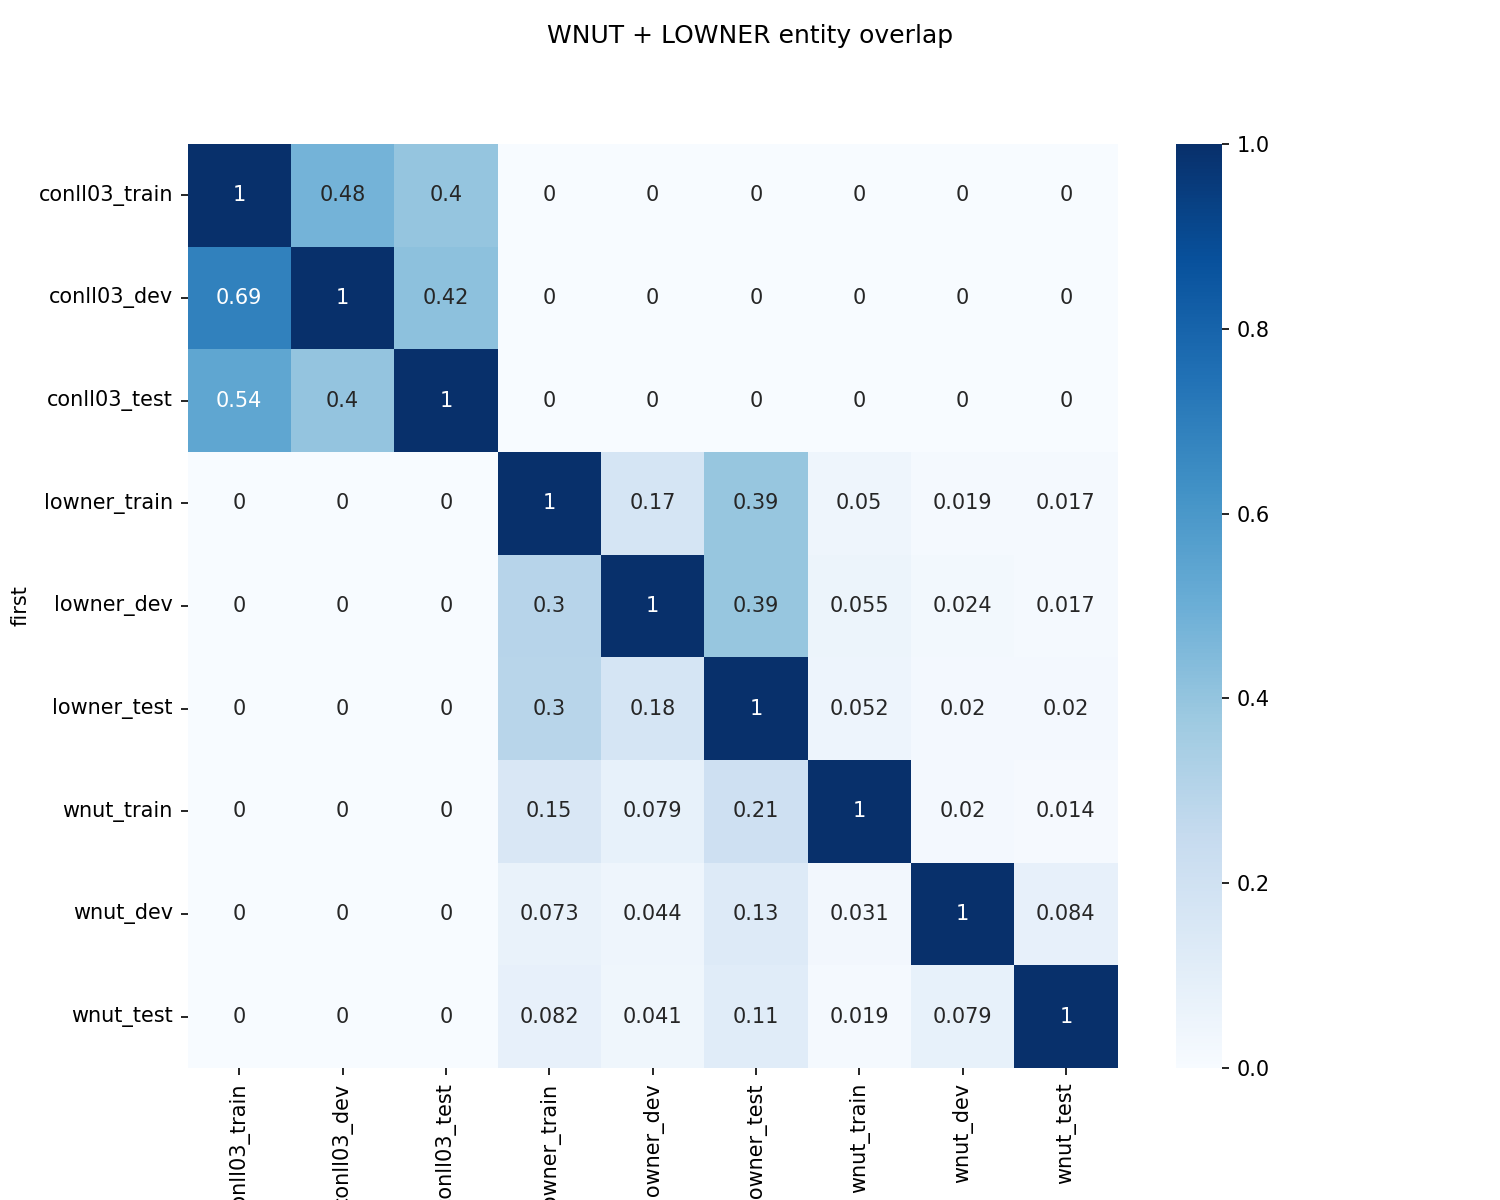 WNUT + LOWNER entity overlap
conll03_train 1 0.48 0.4 0 0 0 0 0 0
conll03_dev 0.69 1 0.42 0 0 0 0 0 0
conll03_test 0.54 0.4 1 0 0 0 0 0 0
lowner_train 0 0 0 1 0.17 0.39 0.05 0.019 0.017
lowner_dev 0 0 0 0.3 1 0.39 0.055 0.024 0.017
lowner_test 0 0 0 0.3 0.18 1 0.052 0.02 0.02
wnut_train 0 0 0 0.15 0.079 0.21 1 0.02 0.014
wnut_dev 0 0 0 0.073 0.044 0.13 0.031 1 0.084
wnut_test 0 0 0 0.082 0.041 0.11 0.019 0.079 1
first
onll03_train
onll03_dev
onll03_test
owner_train
owner_dev
owner_test
wnut_train
wnut_dev
wnut_test
1.0
0.8
0.6
0.4
0.2
0.0